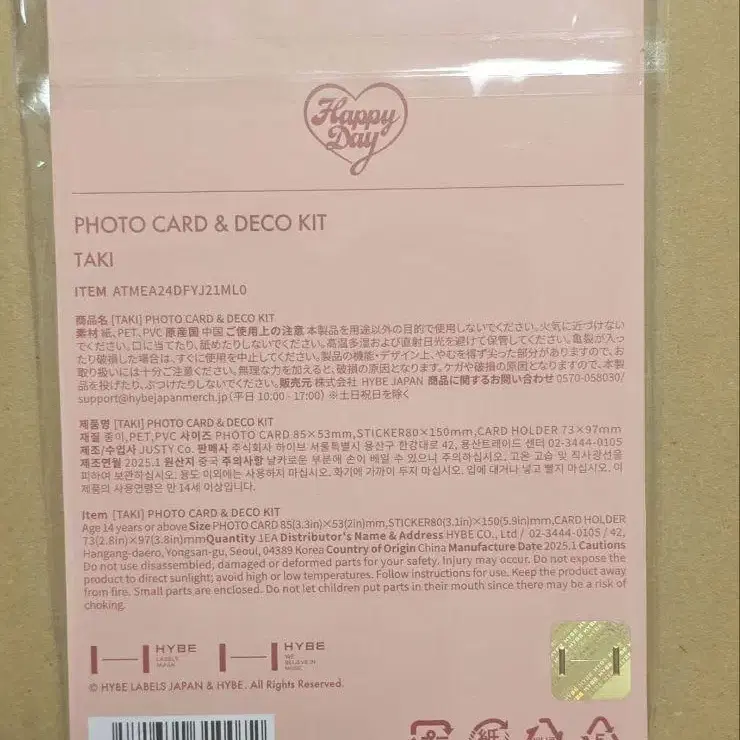 Happy
Day
PHOTO CARD & DECO KIT
TAKI
ITEM ATMEA24DFYJ21ML0
商品名 [TAKI] PHOTO CARD & DECO KIT
素材 紙、PET、PVC 原産国 中国 ご使用上の注意 本製品を用途以外の目的で使用しないでください。火気に近づけない
でください。口に当てたり、舐めたりしないでください。高温多湿および直射日光を避けて保管してください。亀裂が入っ
たり破損した場合は、すぐに使用を中止してください。製品の機能・デザイン上、やむを得ず尖った部分がありますので、お
取り扱いには十分ご注意ください。無理な力を加えると、破損の原因となります。ケガや破損の原因となりますので、本製
品を投げたり、ぶつけたりしないでください。販売元 株式会社 HYBE JAPAN 商品に関するお問い合わせ 0570-058030/
support@hybejapanmerch.jp(平日 10:00 - 17:00) ※土日祝日を除く
제품명 [TAKI] PHOTO CARD & DECO KIT
재질 종이,PET,PVC 사이즈 PHOTO CARD 85×53mm,STICKER80×150mm,CARD HOLDER 73×97mm
제조/수입사 JUSTY Co. 판매사 주식회사 하이브 서울특별시 용산구 한강대로 42, 용산트레이드 센터 02-3444-0105
제조연월 2025.1 원산지 중국 주의사항 날카로운 부분에 손이 베일 수 있으니 주의하십시오. 고온 고습 및 직사광선을
피하여 보관하십시오. 용도 이외에는 사용하지 마십시오. 화기에 가까이 두지 마십시오. 입에 대거나 넣고 빨지 마십시오. 이
제품의 사용연령은 만 14세 이상입니다.
Item [TAKI] PHOTO CARD & DECO KIT
Age 14 years or above Size PHOTO CARD 85(3.3in)×53(2in)mm,STICKER80(3.1in)×150(5.9in)mm,CARD HOLDER
73(2.8in)×97(3.8in)mm Quantity 1EA Distributor's Name & Address HYBE CO., Ltd / 02-3444-0105 / 42,
Hangang-daero, Yongsan-gu, Seoul, 04389 Korea Country of Origin China Manufacture Date 2025.1 Cautions
Do not use disassembled, damaged or deformed parts for your safety. Injury may occur. Do not expose the
product to direct sunlight; avoid high or low temperatures. Follow instructions for use. Keep the product away
from fire. Small parts are enclosed. Do not let children put parts in their mouth since there may be a risk of
choking.
HYBE
LABELS
HYBE
WE
BELIEVE IN
MUSIC
© HYBE LABELS JAPAN & HYBE. All Rights Reserved.
紙